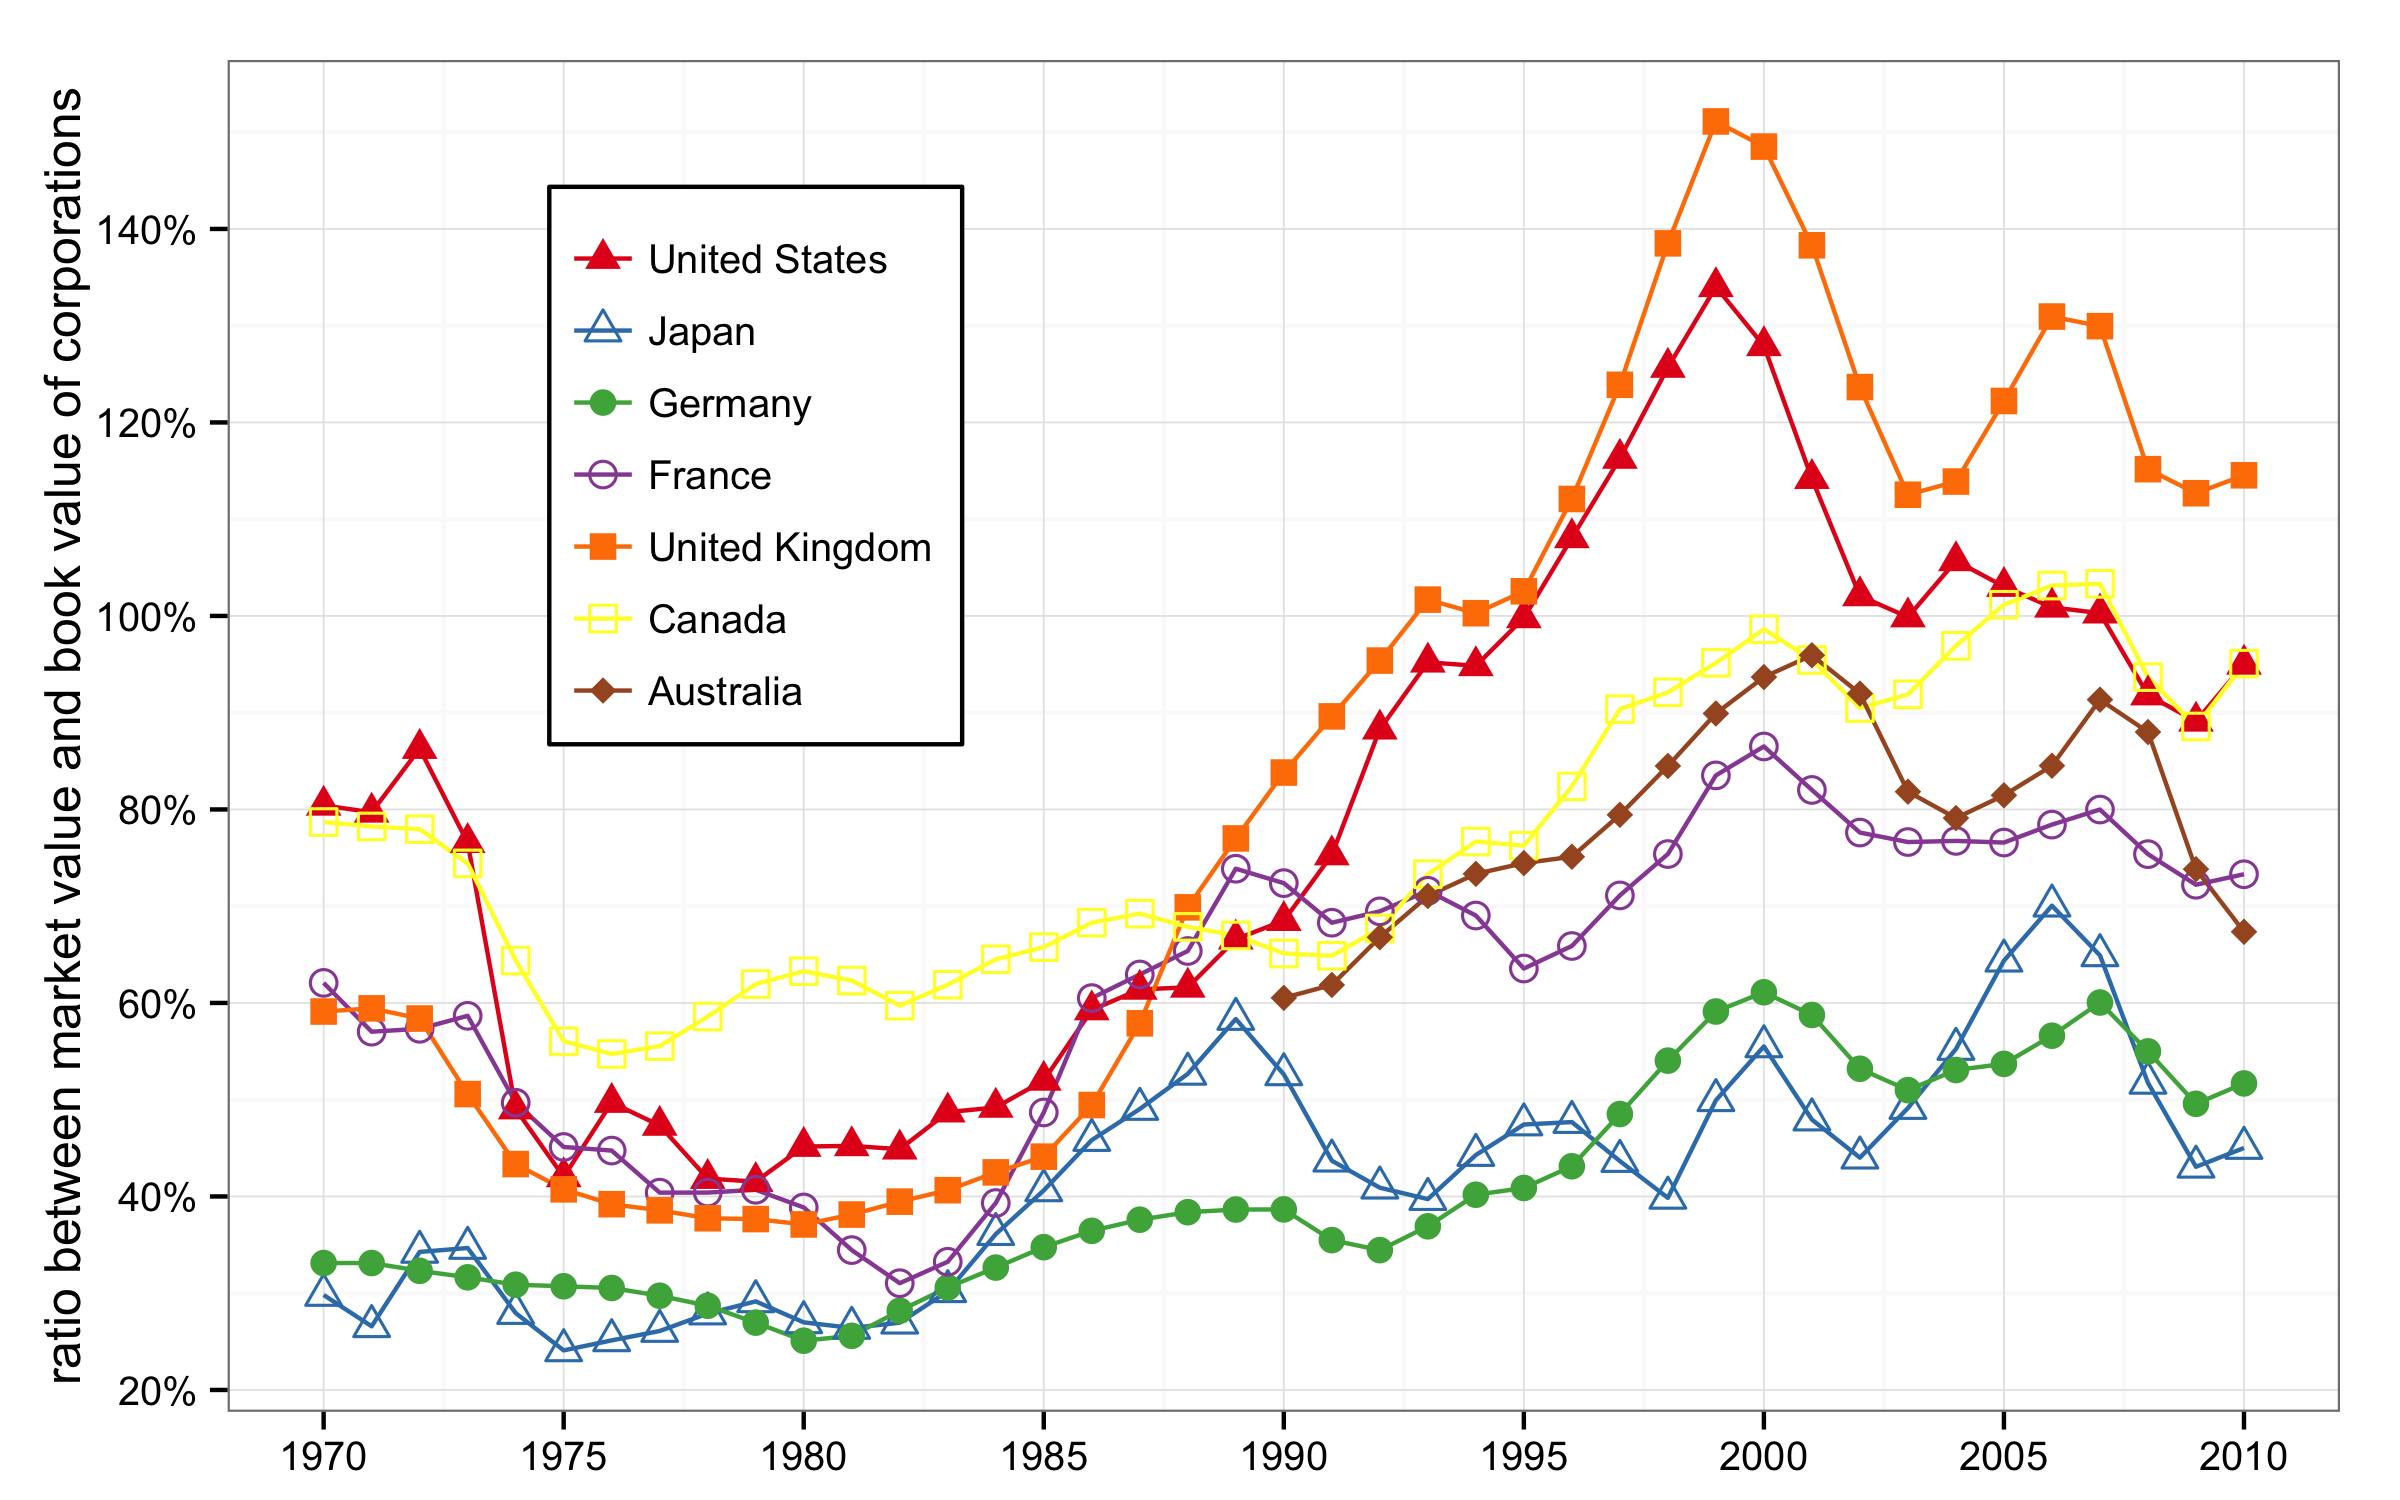 ratio between market value and book value of corporations
140%
120%
100%
80%
60%
40%
20%
United States
Japan
Germany
France
United Kingdom
Canada
Australia
1970 1975 1980 1985 1990 1995 2000 2005 2010